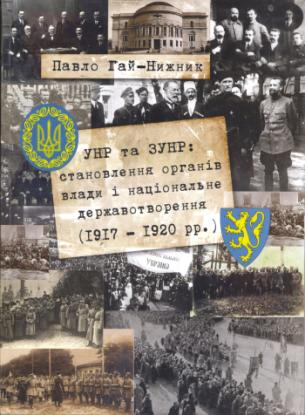 Павло Гай-Нижник
УНР та ЗУНР:
становлення органів
влади і національне
державотворення
(1917 – 1920 рр.)